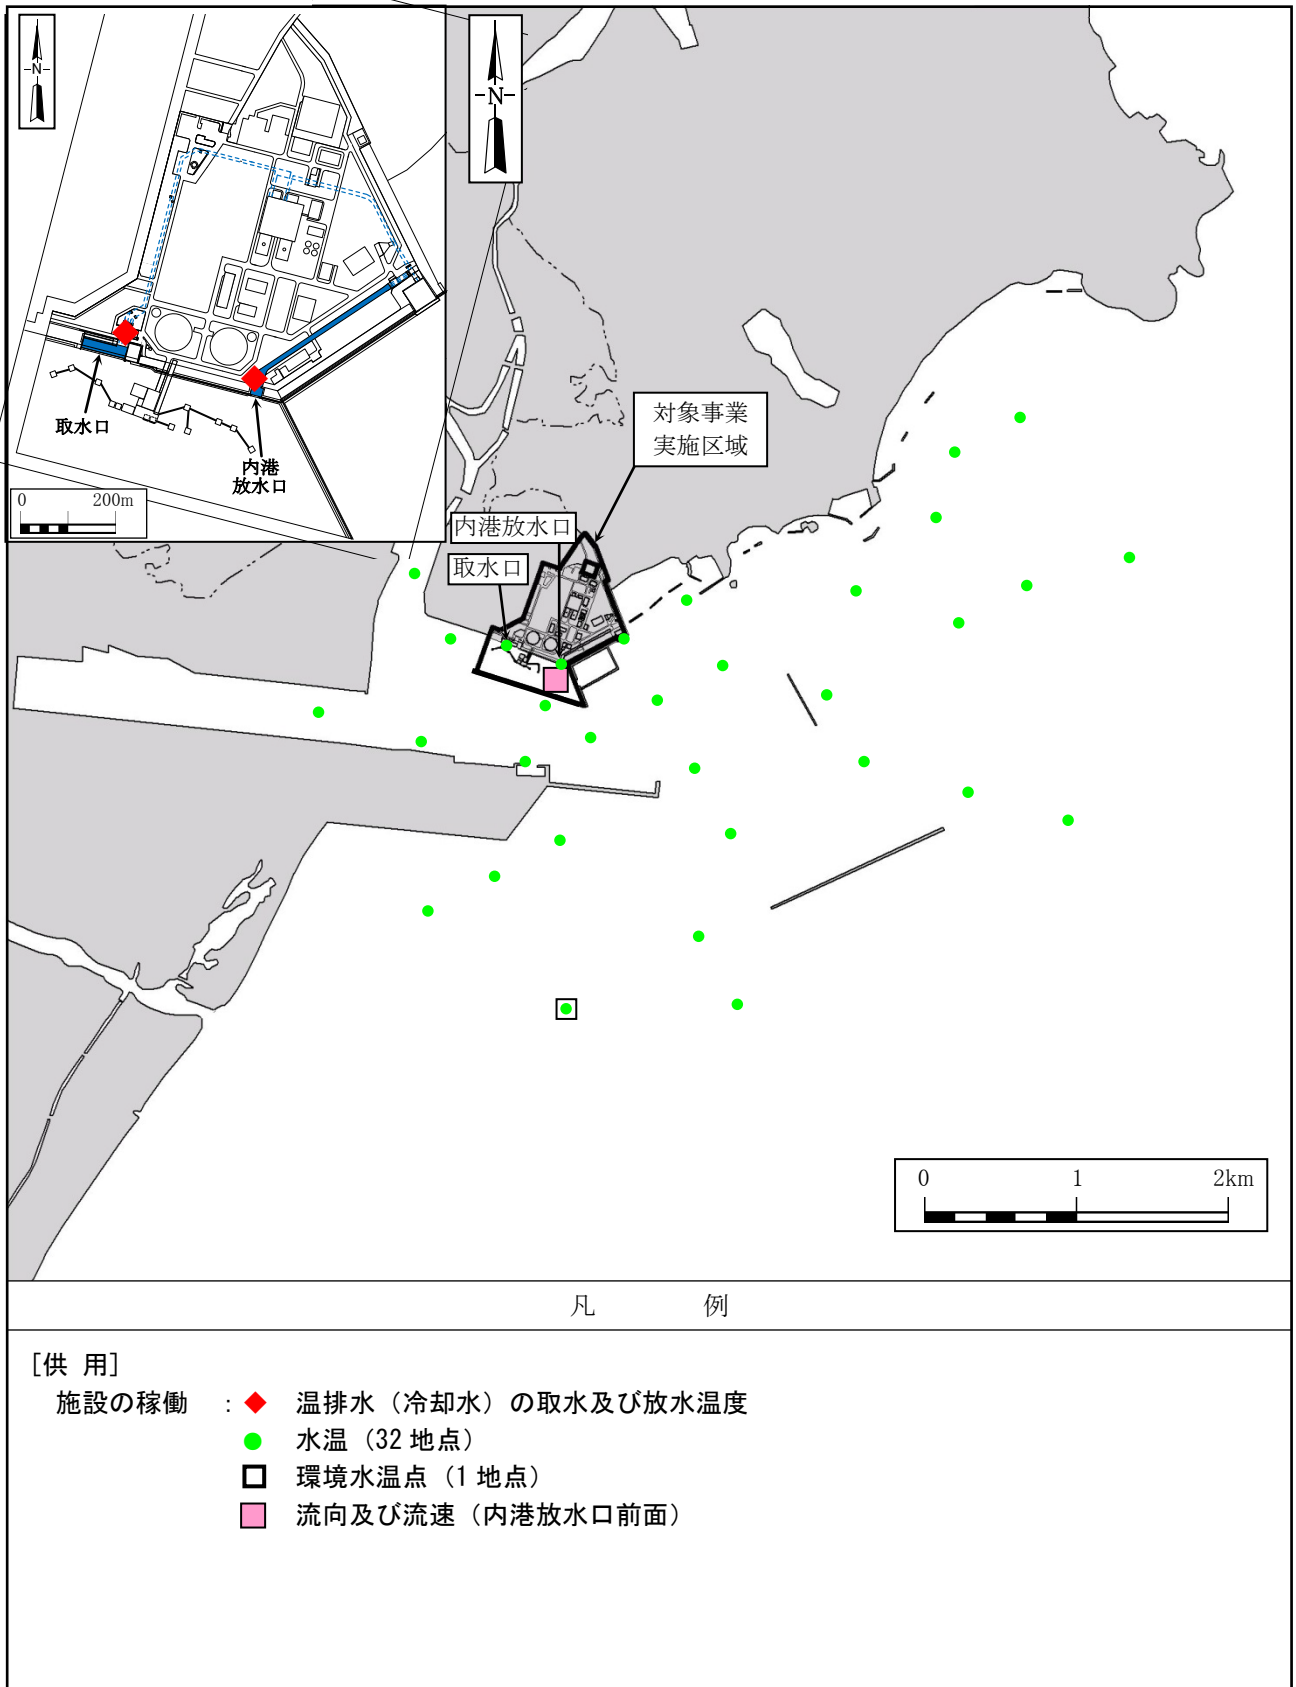 N
N
取水口
内港
放水口
0 200m
対象事業
実施区域
内港放水口
取水口
0 1 2km
凡 例
[供 用]
施設の稼働 : 温排水（冷却水）の取水及び放水温度
水温（32 地点）
環境水温点（1 地点）
流向及び流速（内港放水口前面）